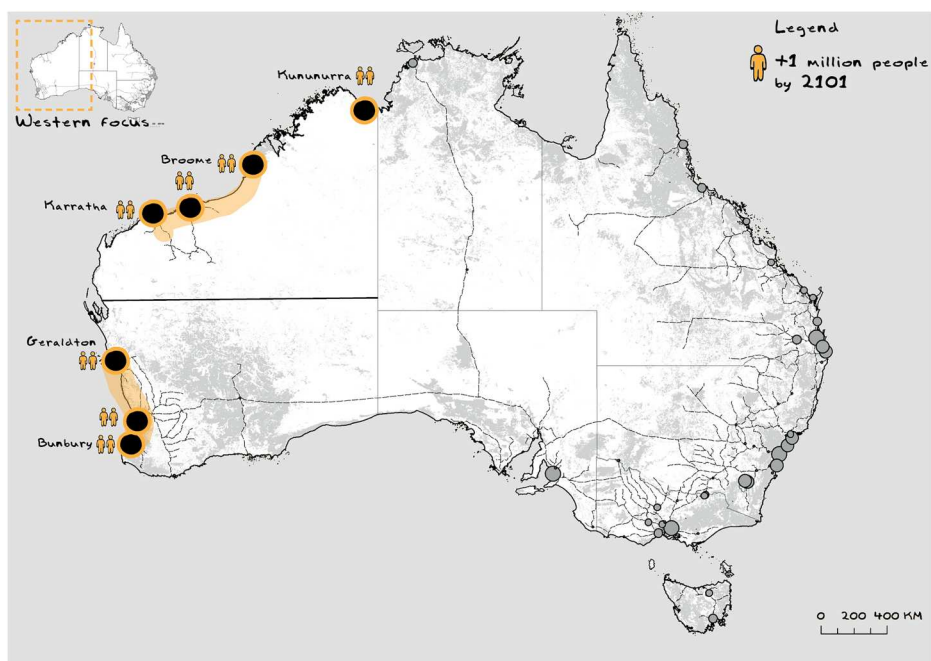 Legend
+1 million people
by 2101
Western focus
Kununurra
Broome
Karratha
Geraldton
Bunbury
0 200 400 KM